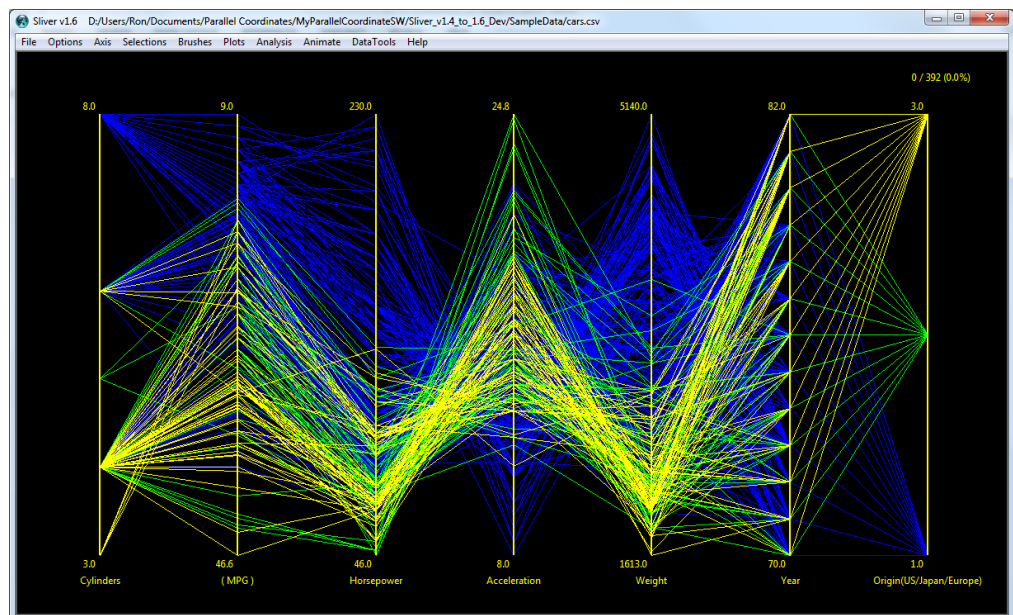 Sliver v1.6 D:/Users/Ron/Documents/Parallel Coordinates/MyParallelCoordinateSW/Sliver_v1.4_to_1.6_Dev/SampleData/cars.csv
File Options Axis Selections Brushes Plots Analysis Animate DataTools Help
0 / 392 (0.0%)
8.0 9.0 230.0 24.8 5140.0 82.0 3.0
3.0 46.6 46.0 8.0 1613.0 70.0 1.0
Cylinders ( MPG ) Horsepower Acceleration Weight Year Origin(US/Japan/Europe)